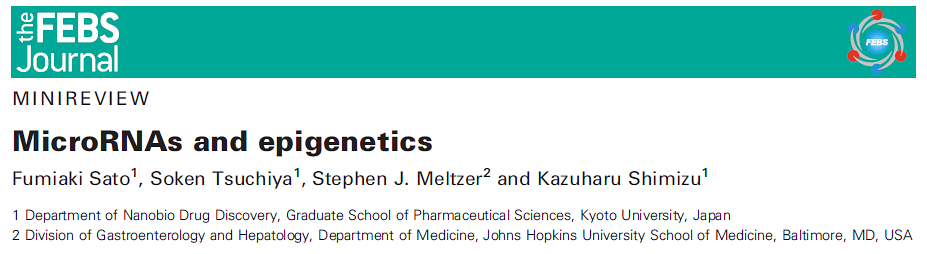 the
FEBS
Journal
FEBS
MINIREVIEW
MicroRNAs and epigenetics
Fumiaki Sato1, Soken Tsuchiya1, Stephen J. Meltzer2 and Kazuharu Shimizu1
1 Department of Nanobio Drug Discovery, Graduate School of Pharmaceutical Sciences, Kyoto University, Japan
2 Division of Gastroenterology and Hepatology, Department of Medicine, Johns Hopkins University School of Medicine, Baltimore, MD, USA